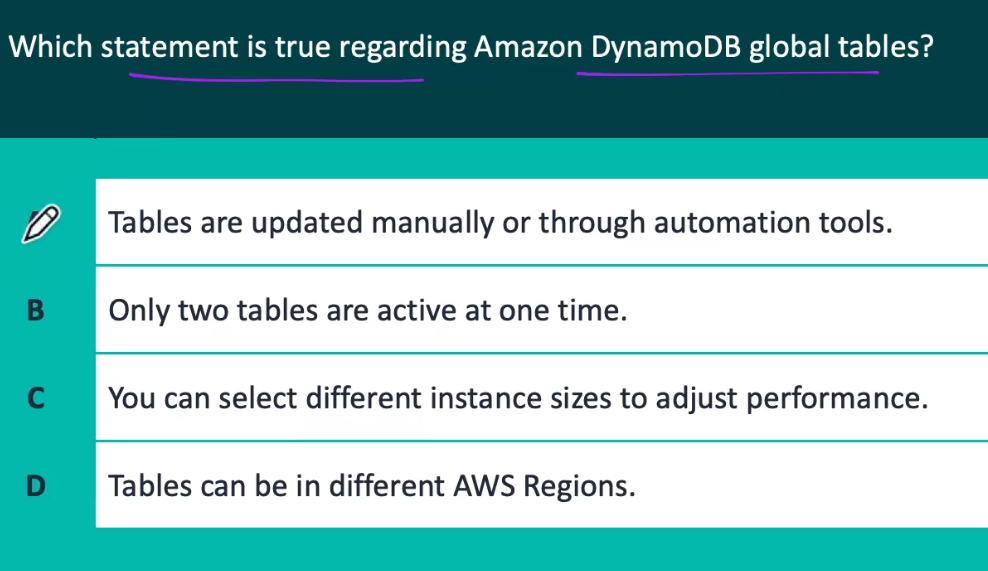 Which statement is true regarding Amazon DynamoDB global tables?
Tables are updated manually or through automation tools.
B Only two tables are active at one time.
C You can select different instance sizes to adjust performance.
D Tables can be in different AWS Regions.